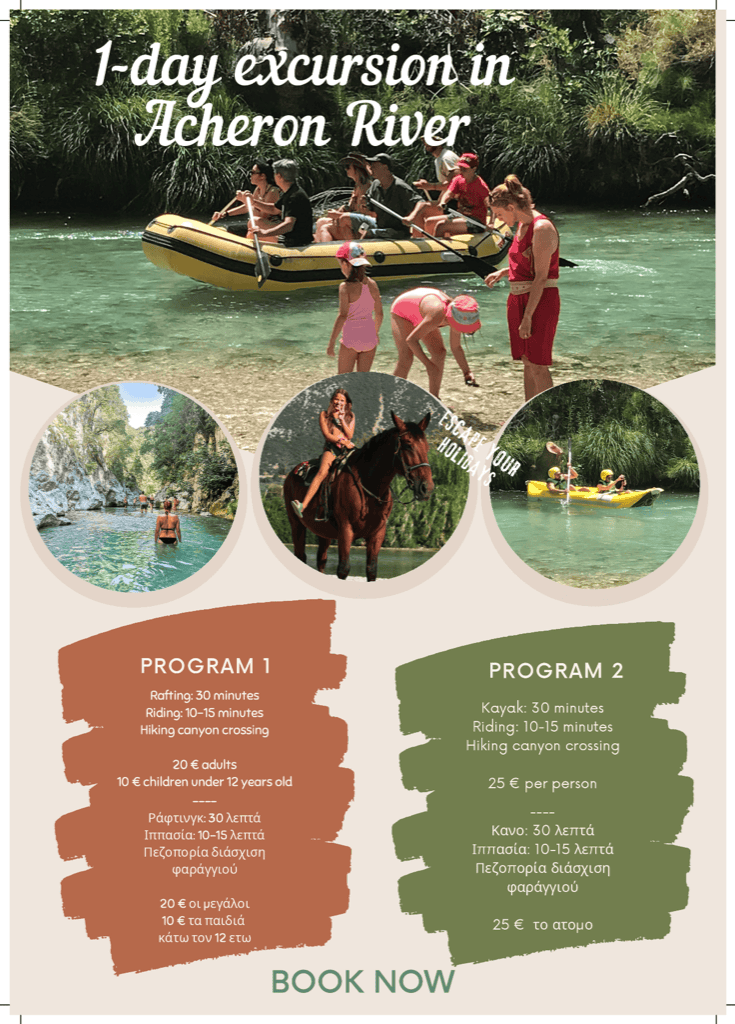 1-day excursion in
Acheron River
ESCAPE YOUR
HOLIDAYS
PROGRAM 1
Rafting: 30 minutes
Riding: 10-15 minutes
Hiking canyon crossing
20 € adults
10 € children under 12 years old
----
Ράφτινγκ: 30 λεπτά
Ιππασία: 10-15 λεπτά
Πεζοπορία διάσχιση
φαράγγιού
20 € οι μεγάλοι
10 € τα παιδιά
κάτω τον 12 ετω
PROGRAM 2
Kayak: 30 minutes
Riding: 10-15 minutes
Hiking canyon crossing
25 € per person
----
Κανο: 30 λεπτά
Ιππασία: 10-15 λεπτά
Πεζοπορία διάσχιση
φαράγγιού
25 € το ατομο
BOOK NOW